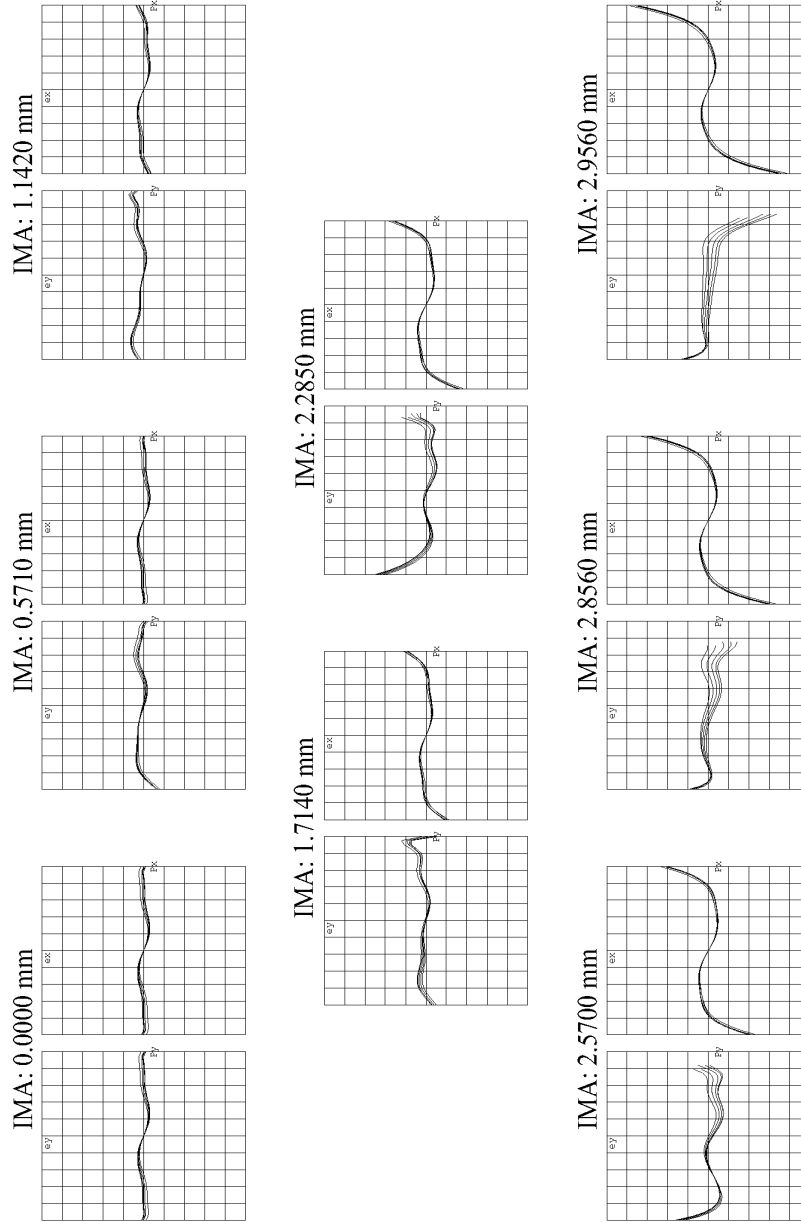 IMA: 0.0000 mm
ey ex
Py Px
IMA: 0.5710 mm
ey ex
Py Px
IMA: 1.1420 mm
ey ex
Py Px
IMA: 1.7140 mm
ey ex
Py Px
IMA: 2.2850 mm
ey ex
Py Px
IMA: 2.5700 mm
ey ex
Py Px
IMA: 2.8560 mm
ey ex
Py Px
IMA: 2.9560 mm
ey ex
Py Px